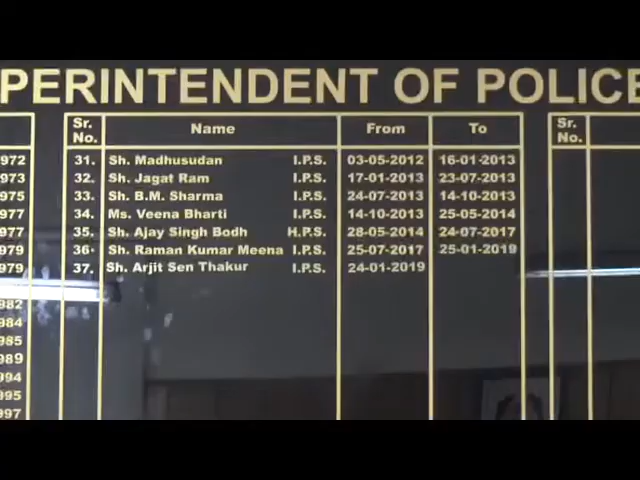 PERINTENDENT OF POLICE
Sr. No. Name From To Sr. No.
972 31. Sh. Madhusudan I.P.S. 03-05-2012 16-01-2013
973 32. Sh. Jagat Ram I.P.S. 17-01-2013 23-07-2013
975 33. Sh. B.M. Sharma I.P.S. 24-07-2013 14-10-2013
977 34. Ms. Veena Bharti I.P.S. 14-10-2013 25-05-2014
977 35. Sh. Ajay Singh Bodh H.P.S. 28-05-2014 24-07-2017
979 36. Sh. Raman Kumar Meena I.P.S. 25-07-2017 25-01-2019
979 37. Sh. Arjit Sen Thakur I.P.S. 24-01-2019
982
984
985
989
994
995
997